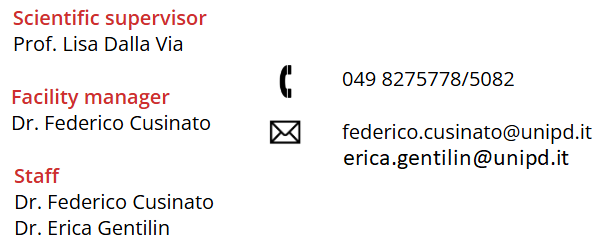 Scientific supervisor
Prof. Lisa Dalla Via
Facility manager
Dr. Federico Cusinato
Staff
Dr. Federico Cusinato
Dr. Erica Gentilin
049 8275778/5082
federico.cusinato@unipd.it
erica.gentilin@unipd.it